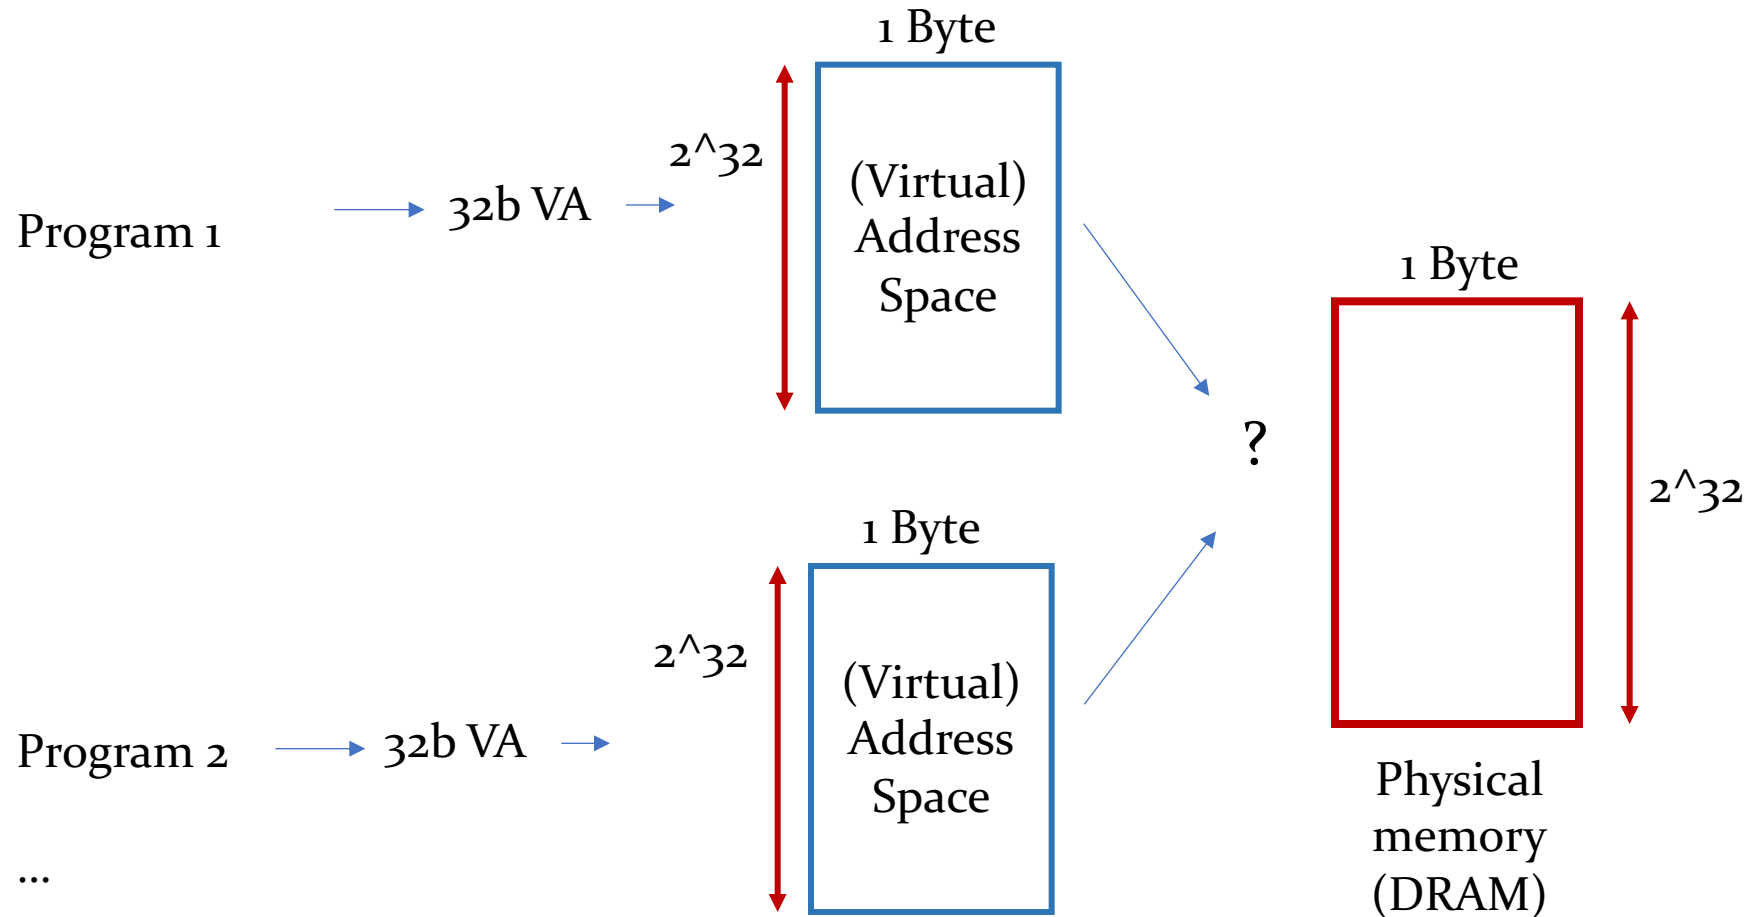 1 Byte
2^32
(Virtual)
Address
Space
32b VA
Program 1
1 Byte
2^32
?
1 Byte
2^32
(Virtual)
Address
Space
Program 2
32b VA
Physical
memory
(DRAM)
...